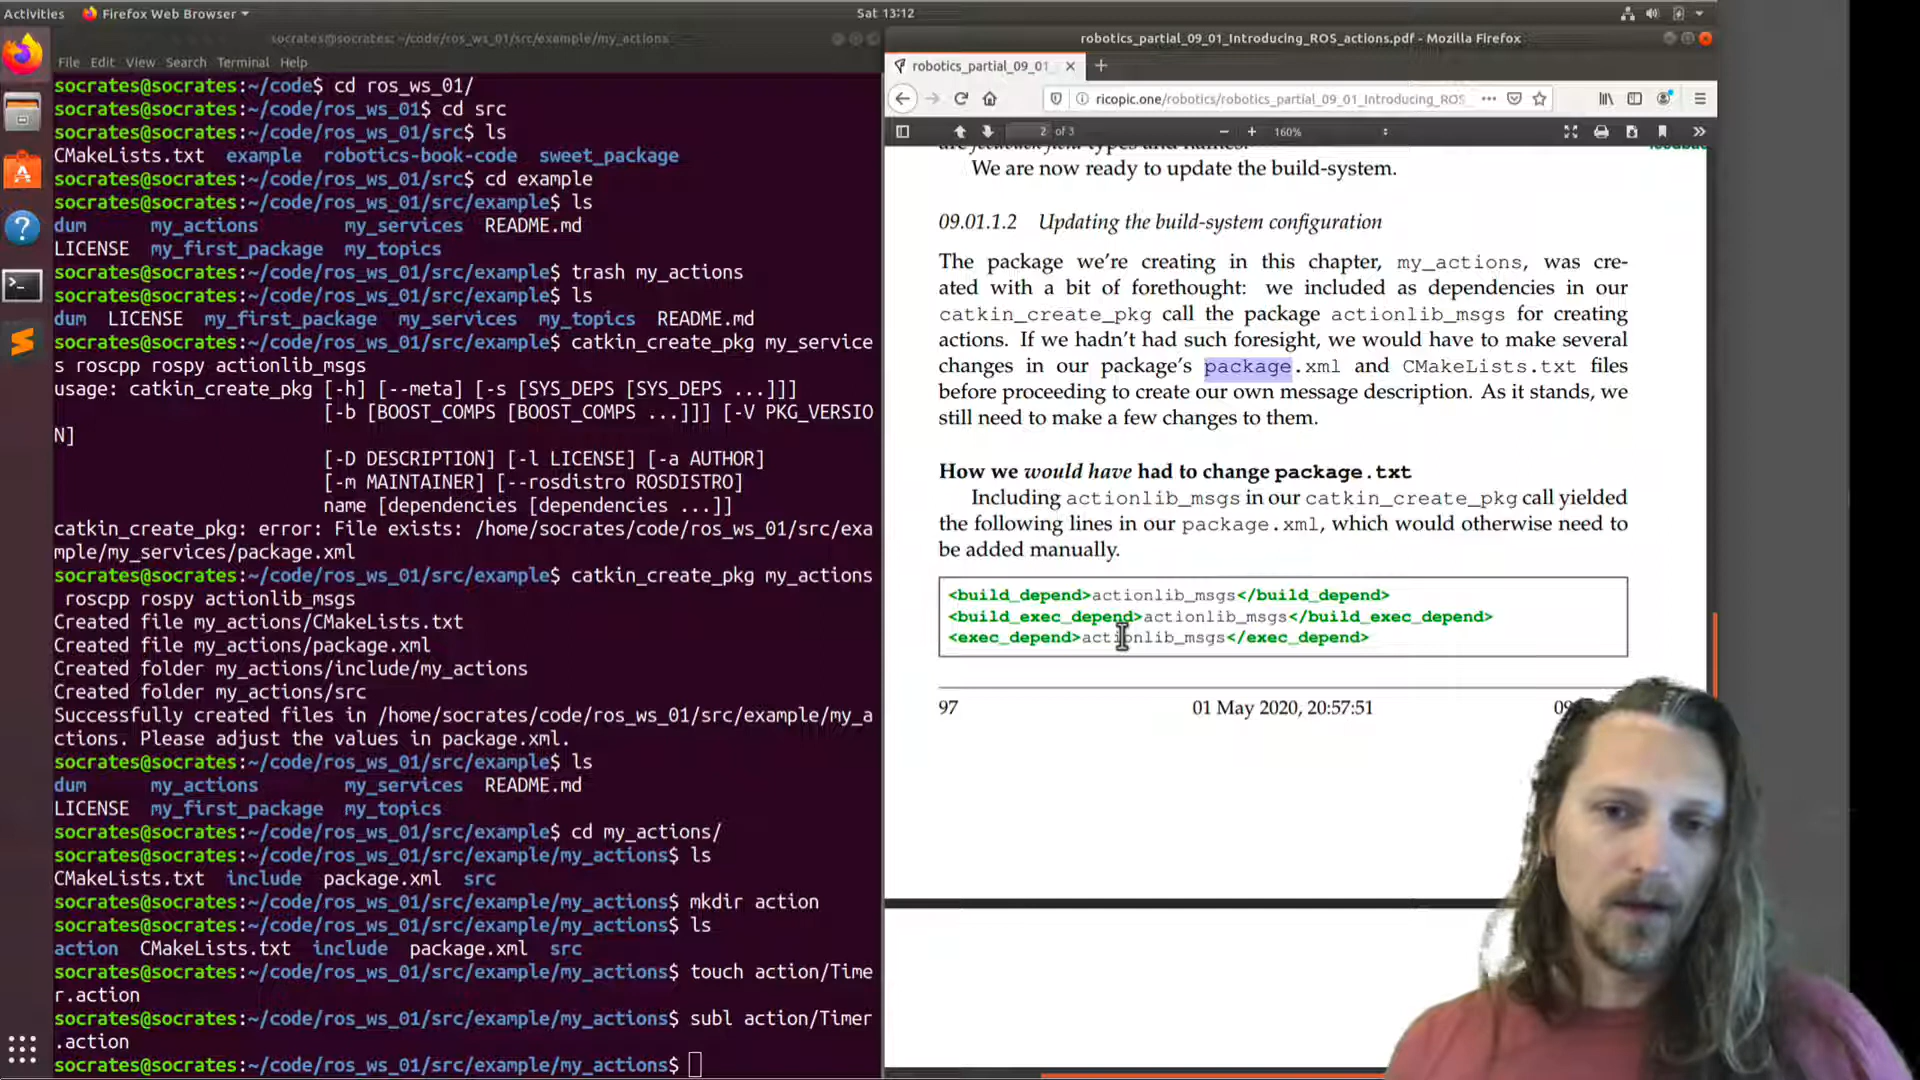 Activities
Firefox Web Browser
Sat 13:12
socrates@socrates: ~/code/ros_ws_01/src/example/my_actions
File Edit View Search Terminal Help
socrates@socrates:~/code$ cd ros_ws_01/
socrates@socrates:~/code/ros_ws_01$ cd src
socrates@socrates:~/code/ros_ws_01/src$ ls
CMakeLists.txt example robotics-book-code sweet_package
socrates@socrates:~/code/ros_ws_01/src$ cd example
socrates@socrates:~/code/ros_ws_01/src/example$ ls
dum my_actions my_services README.md
LICENSE my_first_package my_topics
socrates@socrates:~/code/ros_ws_01/src/example$ trash my_actions
socrates@socrates:~/code/ros_ws_01/src/example$ ls
dum LICENSE my_first_package my_services my_topics README.md
socrates@socrates:~/code/ros_ws_01/src/example$ catkin_create_pkg my_service
s roscpp rospy actionlib_msgs
usage: catkin_create_pkg [-h] [--meta] [-s [SYS_DEPS [SYS_DEPS ...]]]
[-b [BOOST_COMPS [BOOST_COMPS ...]]] [-V PKG_VERSIO
N]
[-D DESCRIPTION] [-l LICENSE] [-a AUTHOR]
[-m MAINTAINER] [--rosdistro ROSDISTRO]
name [dependencies [dependencies ...]]
catkin_create_pkg: error: File exists: /home/socrates/code/ros_ws_01/src/exa
mple/my_services/package.xml
socrates@socrates:~/code/ros_ws_01/src/example$ catkin_create_pkg my_actions
roscpp rospy actionlib_msgs
Created file my_actions/CMakeLists.txt
Created file my_actions/package.xml
Created folder my_actions/include/my_actions
Created folder my_actions/src
Successfully created files in /home/socrates/code/ros_ws_01/src/example/my_a
ctions. Please adjust the values in package.xml.
socrates@socrates:~/code/ros_ws_01/src/example$ ls
dum my_actions my_services README.md
LICENSE my_first_package my_topics
socrates@socrates:~/code/ros_ws_01/src/example$ cd my_actions/
socrates@socrates:~/code/ros_ws_01/src/example/my_actions$ ls
CMakeLists.txt include package.xml src
socrates@socrates:~/code/ros_ws_01/src/example/my_actions$ mkdir action
socrates@socrates:~/code/ros_ws_01/src/example/my_actions$ ls
action CMakeLists.txt include package.xml src
socrates@socrates:~/code/ros_ws_01/src/example/my_actions$ touch action/Time
r.action
socrates@socrates:~/code/ros_ws_01/src/example/my_actions$ subl action/Timer
.action
socrates@socrates:~/code/ros_ws_01/src/example/my_actions$
robotics_partial_09_01_Introducing_ROS_actions.pdf - Mozilla Firefox
robotics_partial_09_01
ricopic.one/robotics/robotics_partial_09_01_Introducing_ROS
2 of 3
160%
are feedback field types and names.
We are now ready to update the build-system.
09.01.1.2 Updating the build-system configuration
The package we're creating in this chapter, my_actions, was cre-
ated with a bit of forethought: we included as dependencies in our
catkin_create_pkg call the package actionlib_msgs for creating
actions. If we hadn't had such foresight, we would have to make several
changes in our package's package.xml and CMakeLists.txt files
before proceeding to create our own message description. As it stands, we
still need to make a few changes to them.
How we would have had to change package.txt
Including actionlib_msgs in our catkin_create_pkg call yielded
the following lines in our package.xml, which would otherwise need to
be added manually.
<build_depend>actionlib_msgs</build_depend>
<build_exec_depend>actionlib_msgs</build_exec_depend>
<exec_depend>actionlib_msgs</exec_depend>
97
01 May 2020, 20:57:51